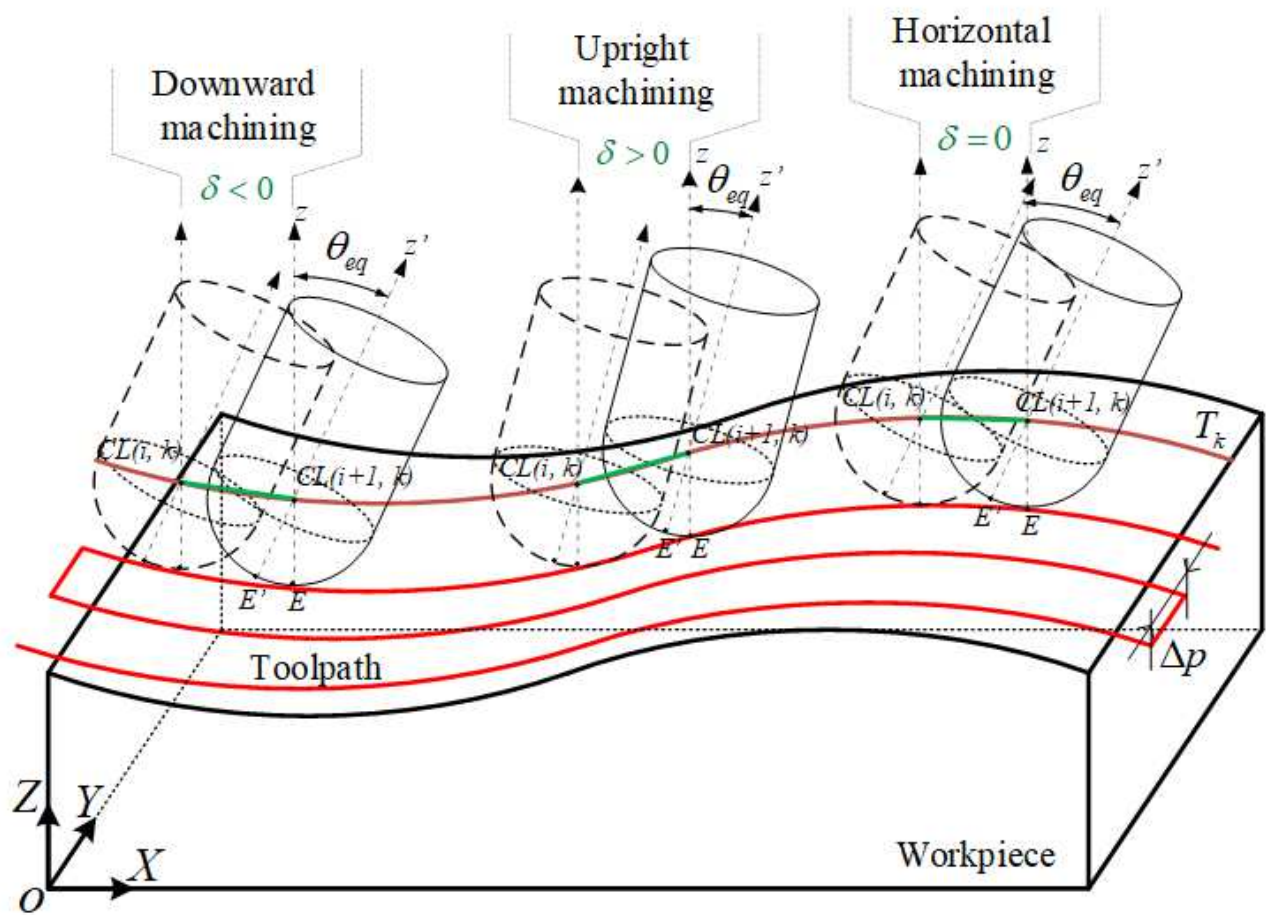 Downward
machining
δ < 0
Upright
machining
δ > 0
Horizontal
machining
δ = 0
z
θeq
z'
z
θeq
z'
z
θeq
z'
CL(i, k)
CL(i+1, k)
CL(i, k)
CL(i+1, k)
CL(i, k)
CL(i+1, k)
Tk
E' E
E' E
E' E
Toolpath
Δp
Z
Y
X
O
Workpiece